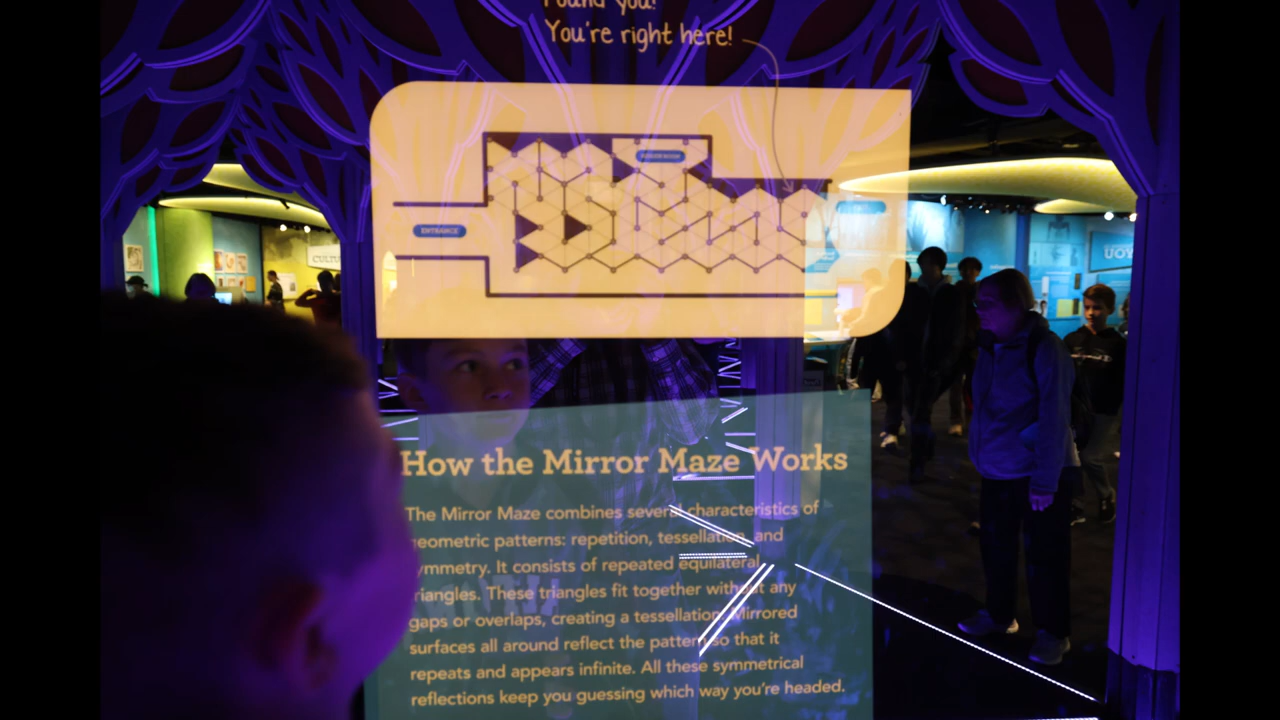 Found you!
You're right here!
ENTRANCE
CULTU
How the Mirror Maze Works
The Mirror Maze combines several characteristics of
geometric patterns: repetition, tessellation, and
symmetry. It consists of repeated equilateral
triangles. These triangles fit together without any
gaps or overlaps, creating a tessellation. Mirrored
surfaces all around reflect the pattern so that it
repeats and appears infinite. All these symmetrical
reflections keep you guessing which way you're headed.